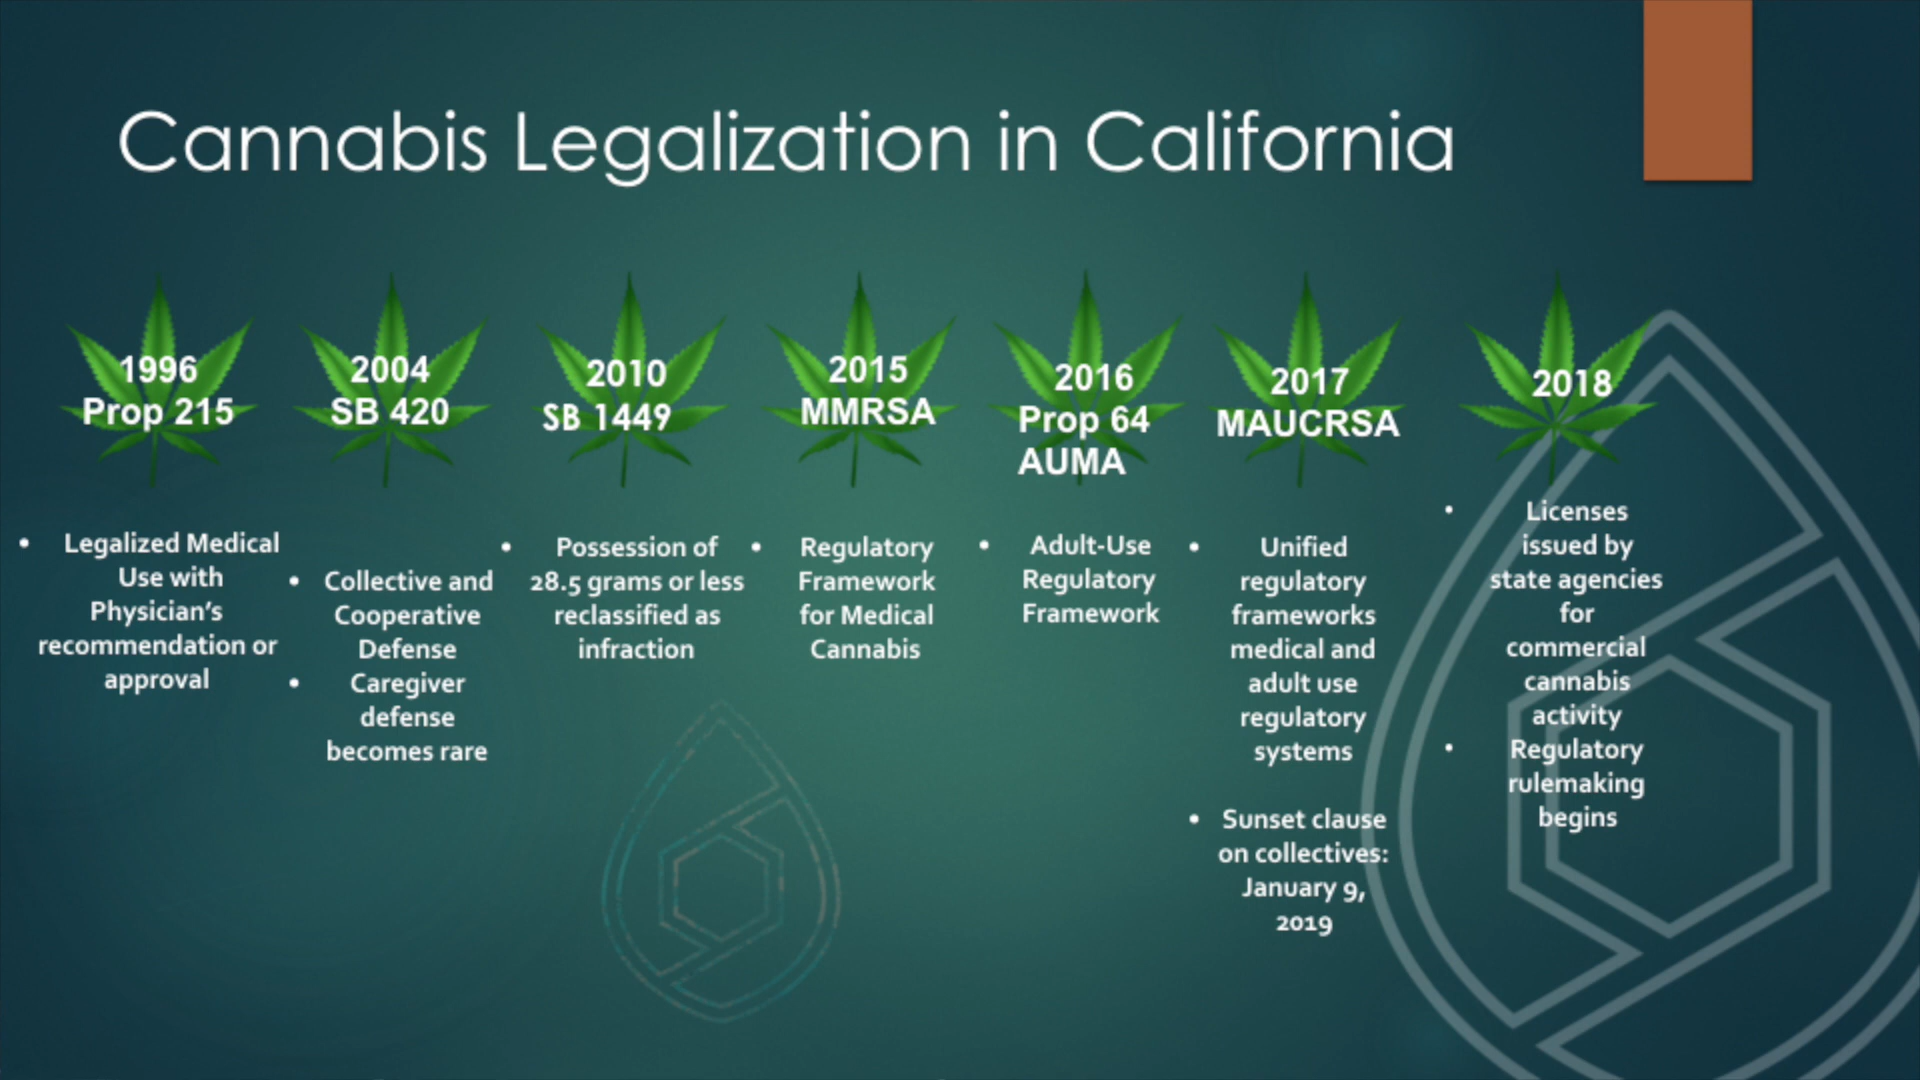 Cannabis Legalization in California
1996
Prop 215
• Legalized Medical
Use with
Physician's
recommendation or
approval
2004
SB 420
• Collective and
Cooperative
Defense
• Caregiver
defense
becomes rare
2010
SB 1449
• Possession of
28.5 grams or less
reclassified as
infraction
2015
MMRSA
• Regulatory
Framework
for Medical
Cannabis
2016
Prop 64
AUMA
• Adult-Use
Regulatory
Framework
2017
MAUCRSA
• Unified
regulatory
frameworks
medical and
adult use
regulatory
systems
• Sunset clause
on collectives:
January 9,
2019
2018
• Licenses
issued by
state agencies
for
commercial
cannabis
activity
• Regulatory
rulemaking
begins